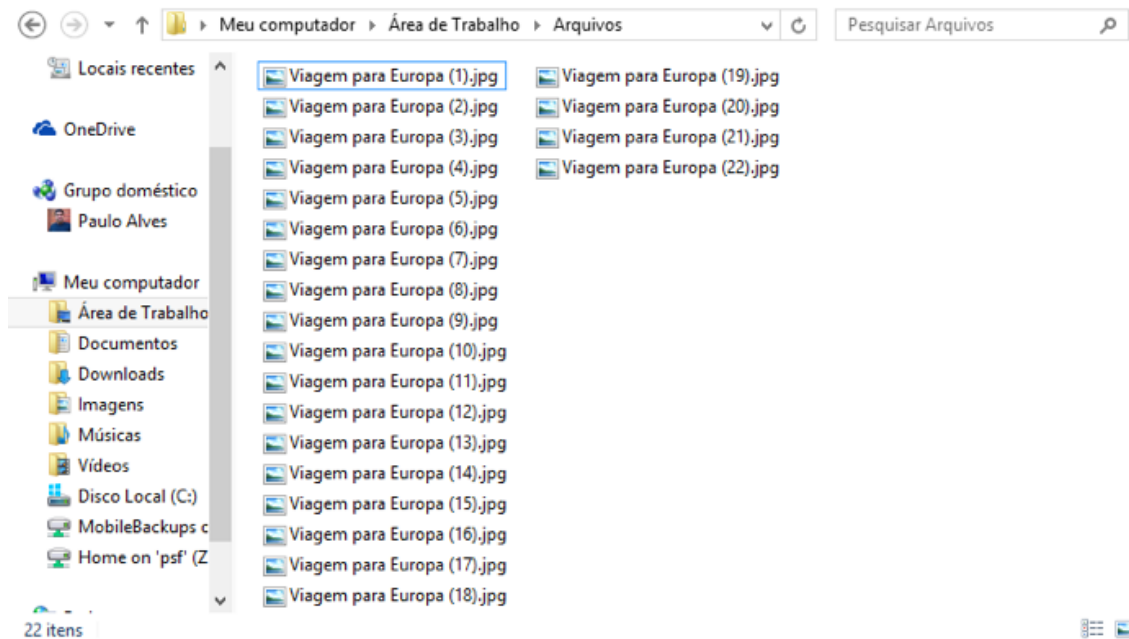 Meu computador Área de Trabalho Arquivos
Pesquisar Arquivos
Locais recentes
OneDrive
Grupo doméstico
Paulo Alves
Meu computador
Área de Trabalho
Documentos
Downloads
Imagens
Músicas
Vídeos
Disco Local (C:)
MobileBackups c
Home on 'psf' (Z
Viagem para Europa (1).jpg
Viagem para Europa (2).jpg
Viagem para Europa (3).jpg
Viagem para Europa (4).jpg
Viagem para Europa (5).jpg
Viagem para Europa (6).jpg
Viagem para Europa (7).jpg
Viagem para Europa (8).jpg
Viagem para Europa (9).jpg
Viagem para Europa (10).jpg
Viagem para Europa (11).jpg
Viagem para Europa (12).jpg
Viagem para Europa (13).jpg
Viagem para Europa (14).jpg
Viagem para Europa (15).jpg
Viagem para Europa (16).jpg
Viagem para Europa (17).jpg
Viagem para Europa (18).jpg
Viagem para Europa (19).jpg
Viagem para Europa (20).jpg
Viagem para Europa (21).jpg
Viagem para Europa (22).jpg
22 itens